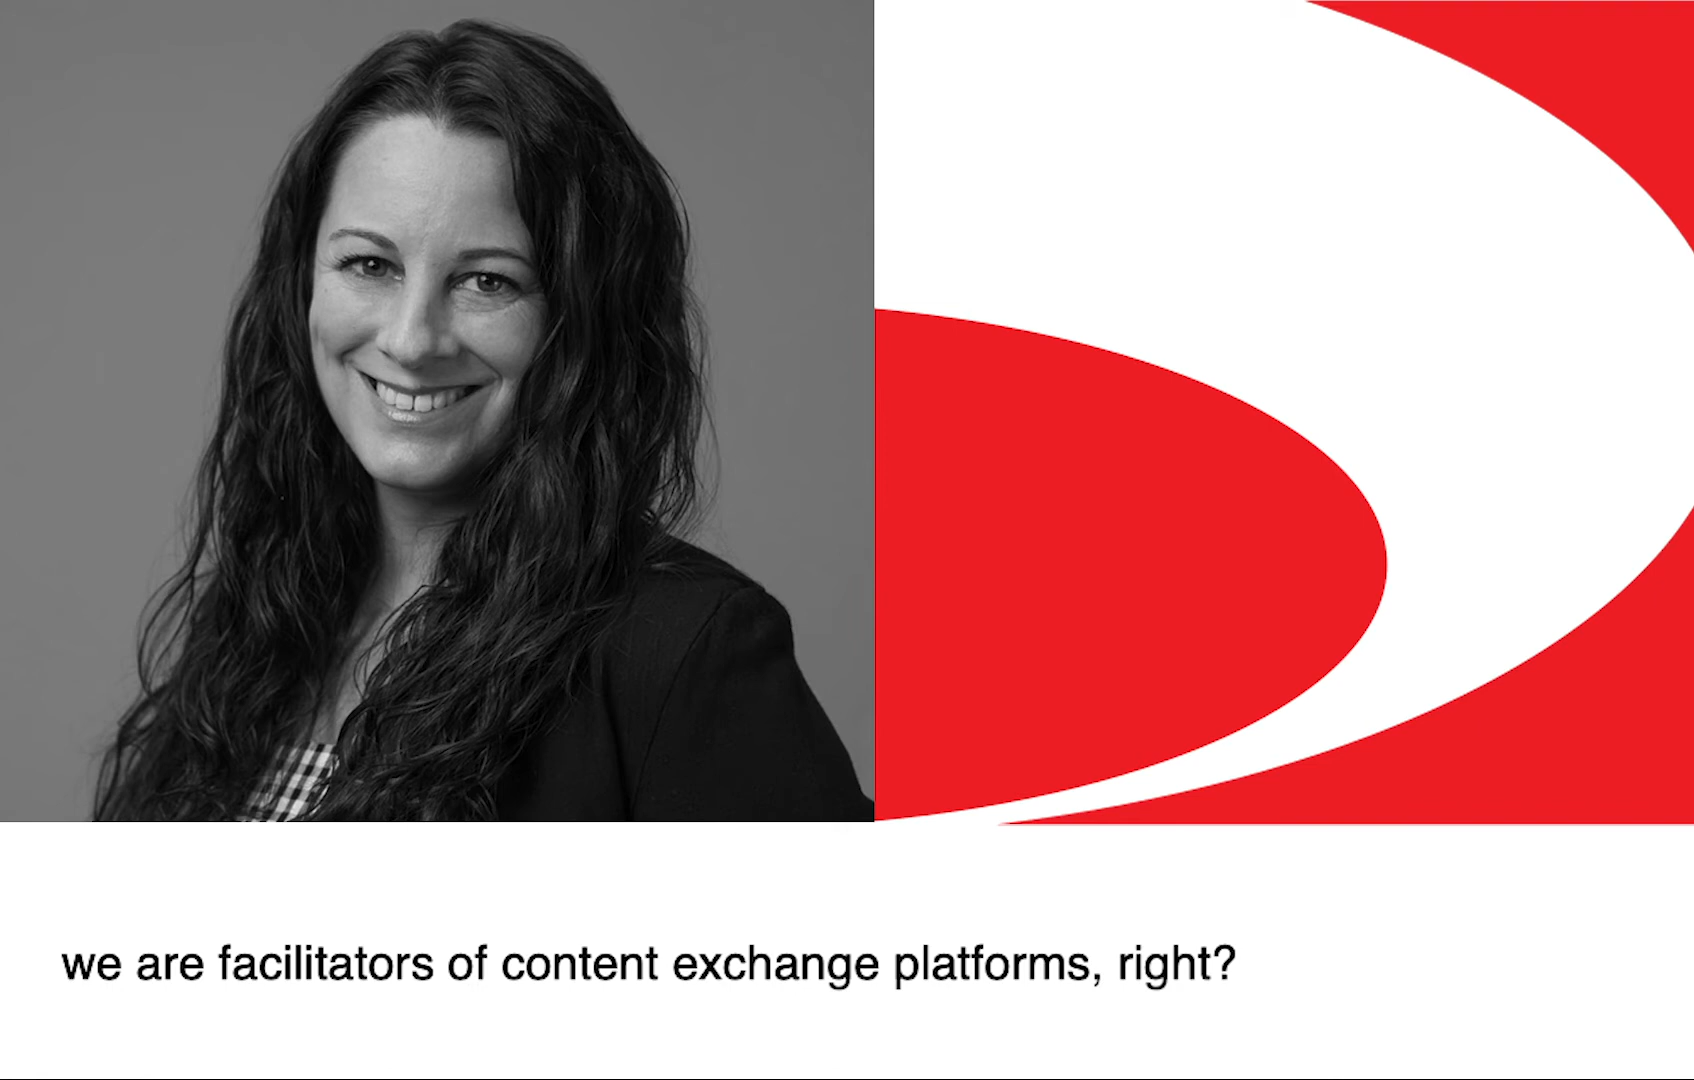 we are facilitators of content exchange platforms, right?